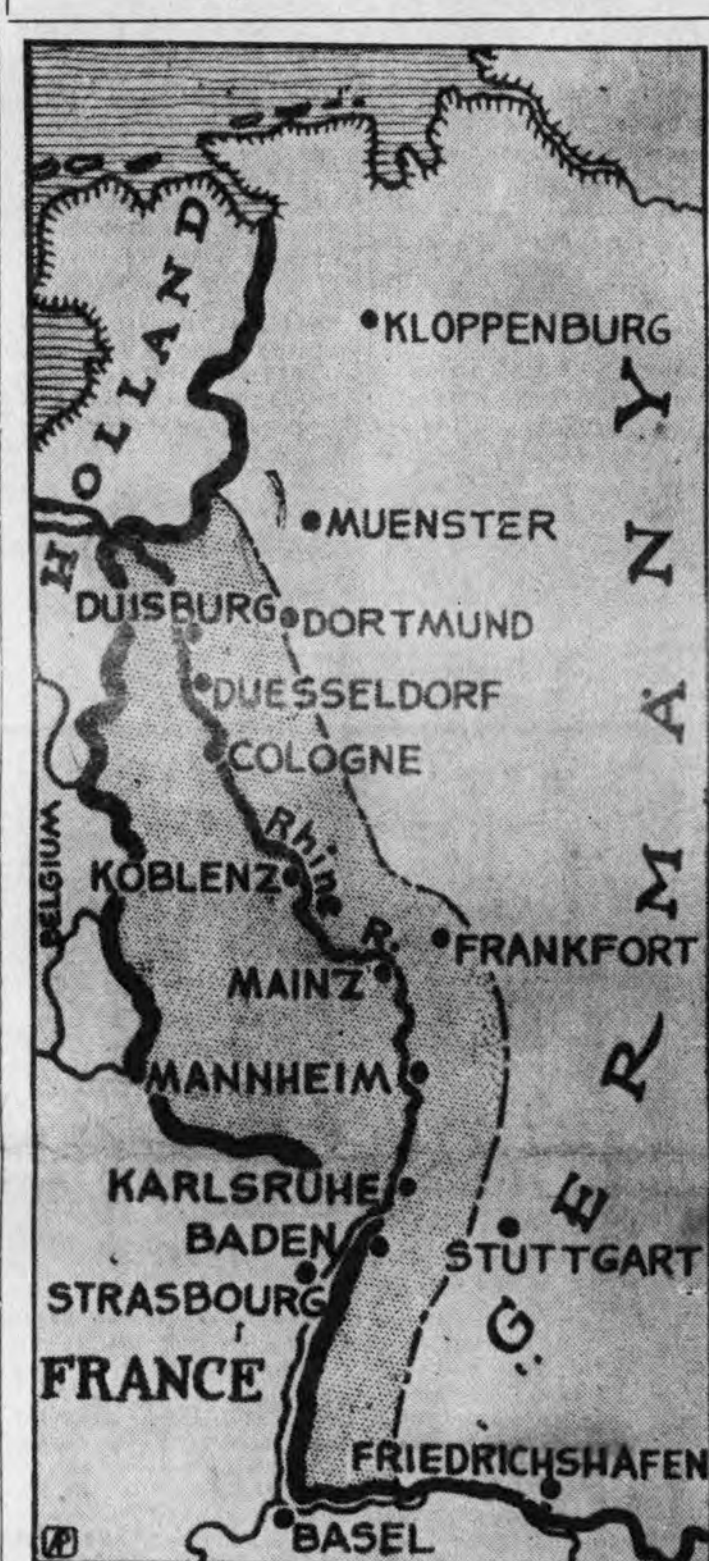 HOLLAND
KLOPPENBURG
GERMANY
MUENSTER
DUISBURG
DORTMUND
DUESSELDORF
COLOGNE
Rhine R.
BELGIUM
KOBLENZ
FRANKFORT
MAINZ
MANNHEIM
KARLSRUHE
BADEN
STUTTGART
STRASBOURG
FRANCE
FRIEDRICHSHAFEN
BASEL
AP